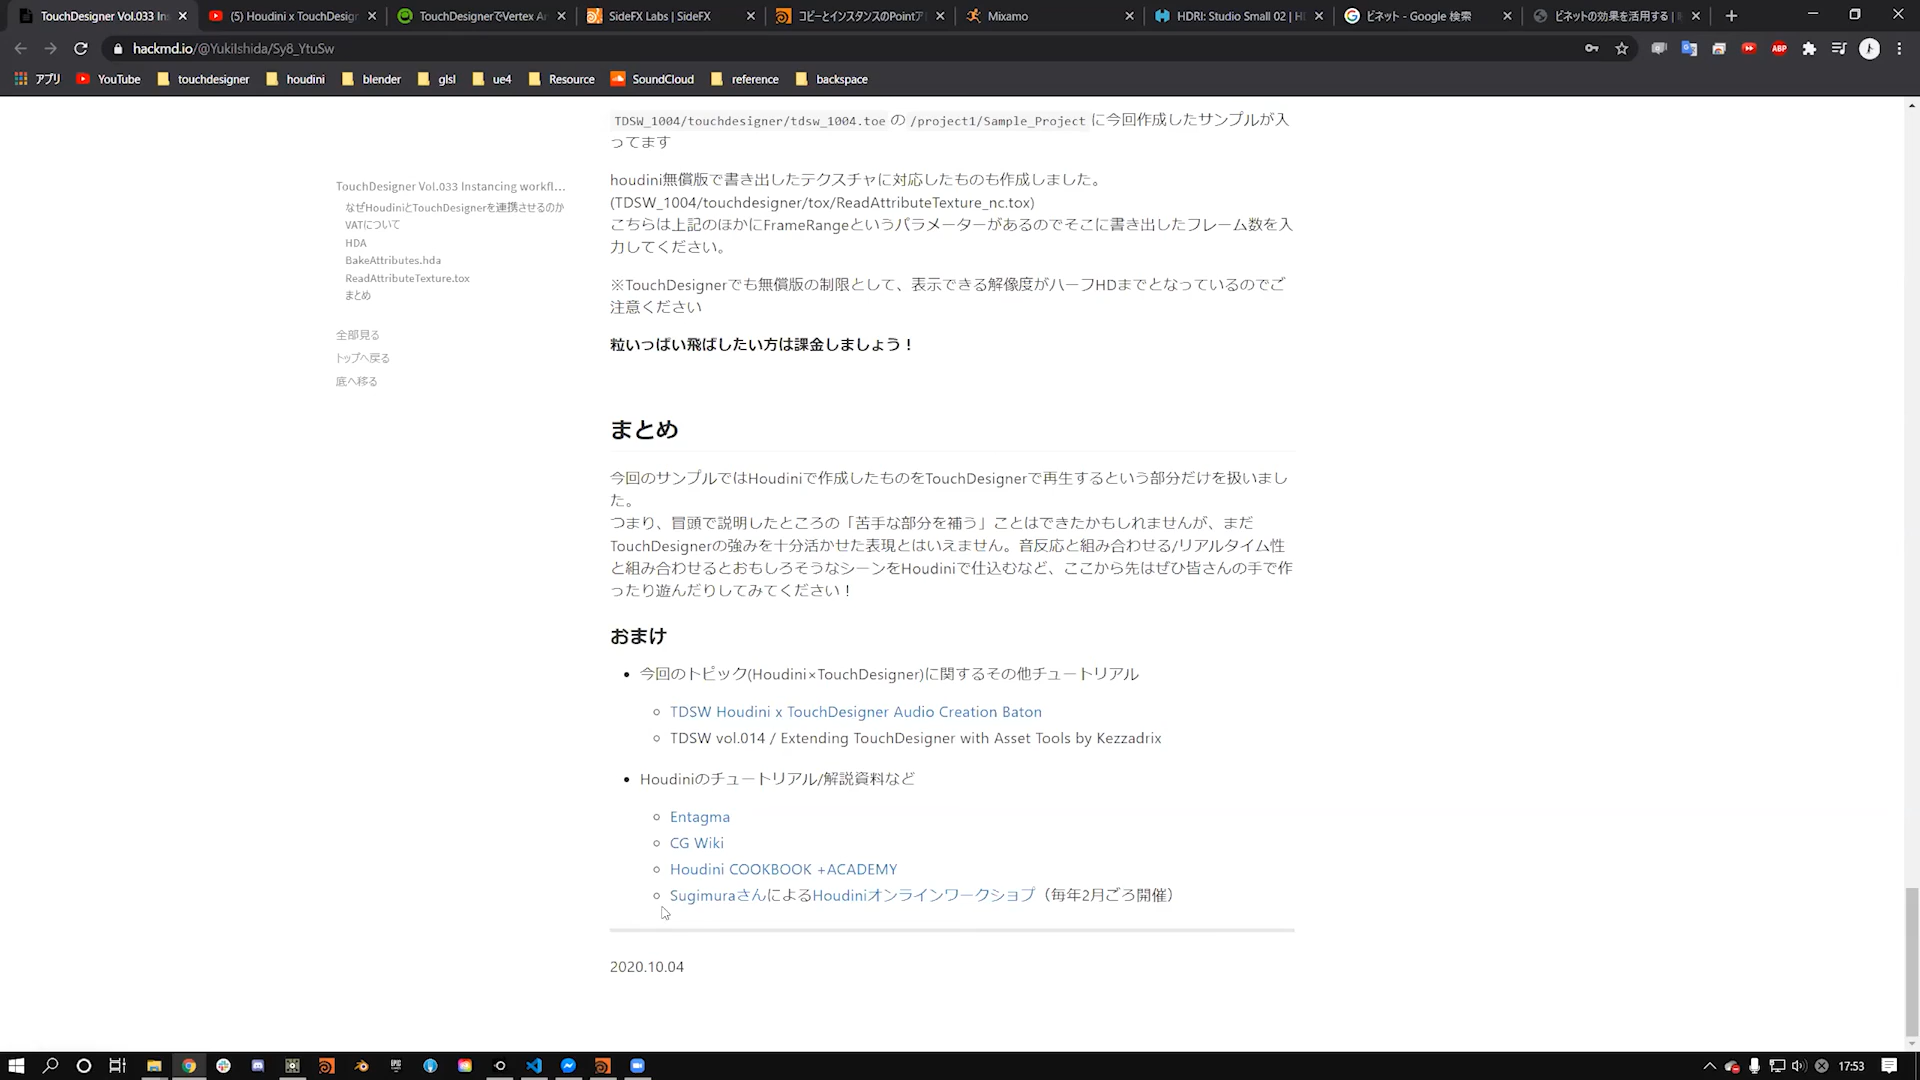 TouchDesigner Vol.033 Ins
(5) Houdini x TouchDesign
TouchDesignerでVertex An
SideFX Labs | SideFX
コピーとインスタンスのPointア
Mixamo
HDRI: Studio Small 02 | H
ビネット - Google 検索
ビネットの効果を活用する |
hackmd.io/@YukiIshida/Sy8_YtuSw
ABP
アプリ
YouTube
touchdesigner
houdini
blender
glsl
ue4
Resource
SoundCloud
reference
backspace
TouchDesigner Vol.033 Instancing workfl...
なぜHoudiniとTouchDesignerを連携させるのか
VATについて
HDA
BakeAttributes.hda
ReadAttributeTexture.tox
まとめ
全部見る
トップへ戻る
底へ移る
TDSW_1004/touchdesigner/tdsw_1004.toe の /project1/Sample_Project に今回作成したサンプルが入
ってます
houdini無償版で書き出したテクスチャに対応したものも作成しました。
(TDSW_1004/touchdesigner/tox/ReadAttributeTexture_nc.tox)
こちらは上記のほかにFrameRangeというパラメーターがあるのでそこに書き出したフレーム数を入
力してください。
※TouchDesignerでも無償版の制限として、表示できる解像度がハーフHDまでとなっているのでご
注意ください
粒いっぱい飛ばしたい方は課金しましょう！
まとめ
今回のサンプルではHoudiniで作成したものをTouchDesignerで再生するという部分だけを扱いまし
た。
つまり、冒頭で説明したところの「苦手な部分を補う」ことはできたかもしれませんが、まだ
TouchDesignerの強みを十分活かせた表現とはいえません。音反応と組み合わせる/リアルタイム性
と組み合わせるとおもしろそうなシーンをHoudiniで仕込むなど、ここから先はぜひ皆さんの手で作
ったり遊んだりしてみてください！
おまけ
今回のトピック(Houdini×TouchDesigner)に関するその他チュートリアル
TDSW Houdini x TouchDesigner Audio Creation Baton
TDSW vol.014 / Extending TouchDesigner with Asset Tools by Kezzadrix
Houdiniのチュートリアル/解説資料など
Entagma
CG Wiki
Houdini COOKBOOK +ACADEMY
SugimuraさんによるHoudiniオンラインワークショプ（毎年2月ごろ開催）
2020.10.04
17:53